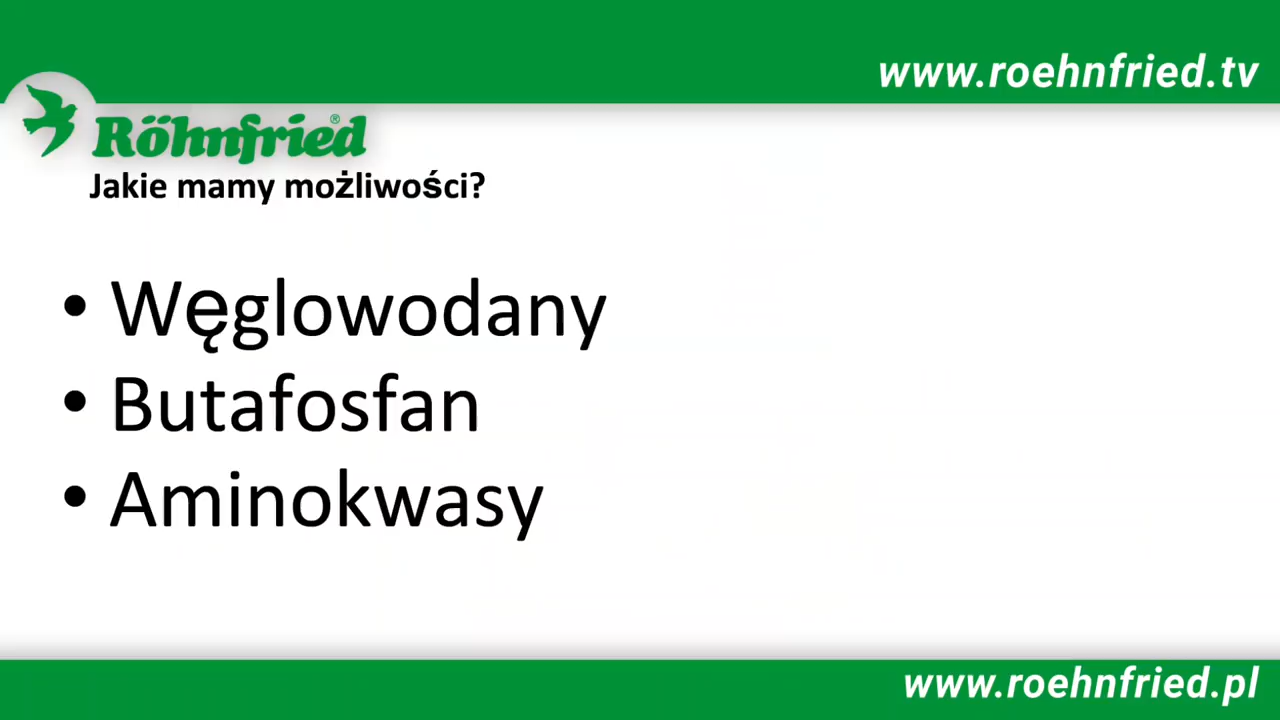 www.roehnfried.tv
Röhnfried®
Jakie mamy możliwości?
• Węglowodany
• Butafosfan
• Aminokwasy
www.roehnfried.pl